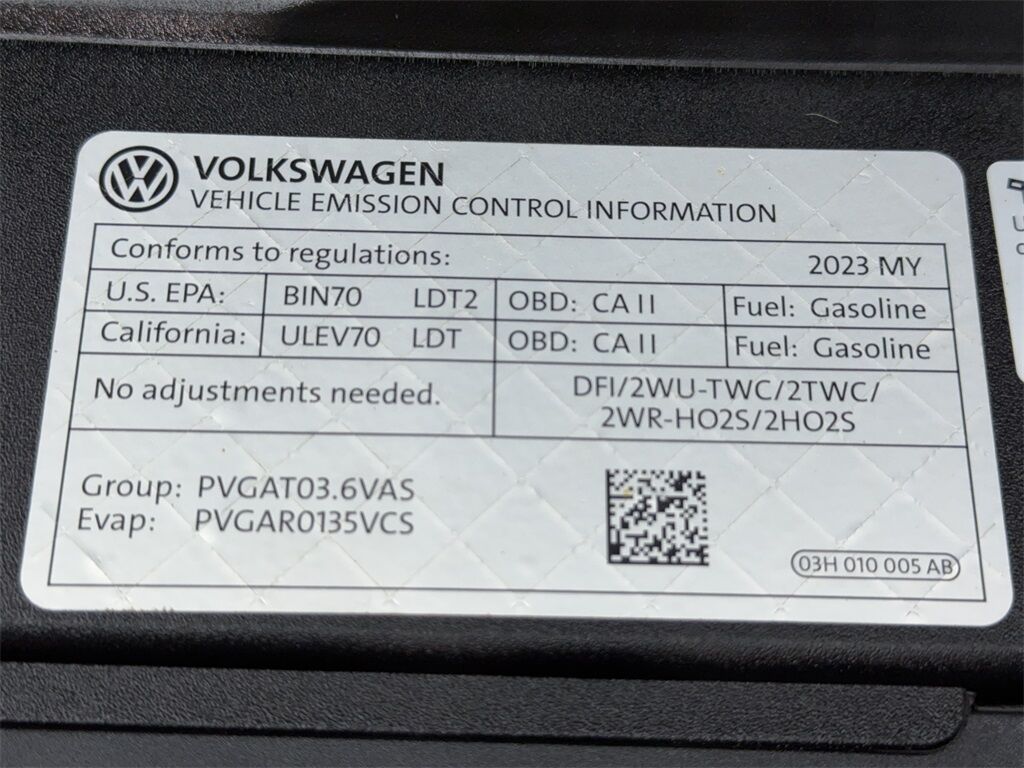 VOLKSWAGEN
VEHICLE EMISSION CONTROL INFORMATION
Conforms to regulations: 2023 MY
U.S. EPA: BIN70 LDT2 OBD: CA II Fuel: Gasoline
California: ULEV70 LDT OBD: CA II Fuel: Gasoline
No adjustments needed.
DFI/2WU-TWC/2TWC/
2WR-HO2S/2HO2S
Group: PVGAT03.6VAS
Evap: PVGAR0135VCS
03H 010 005 AB